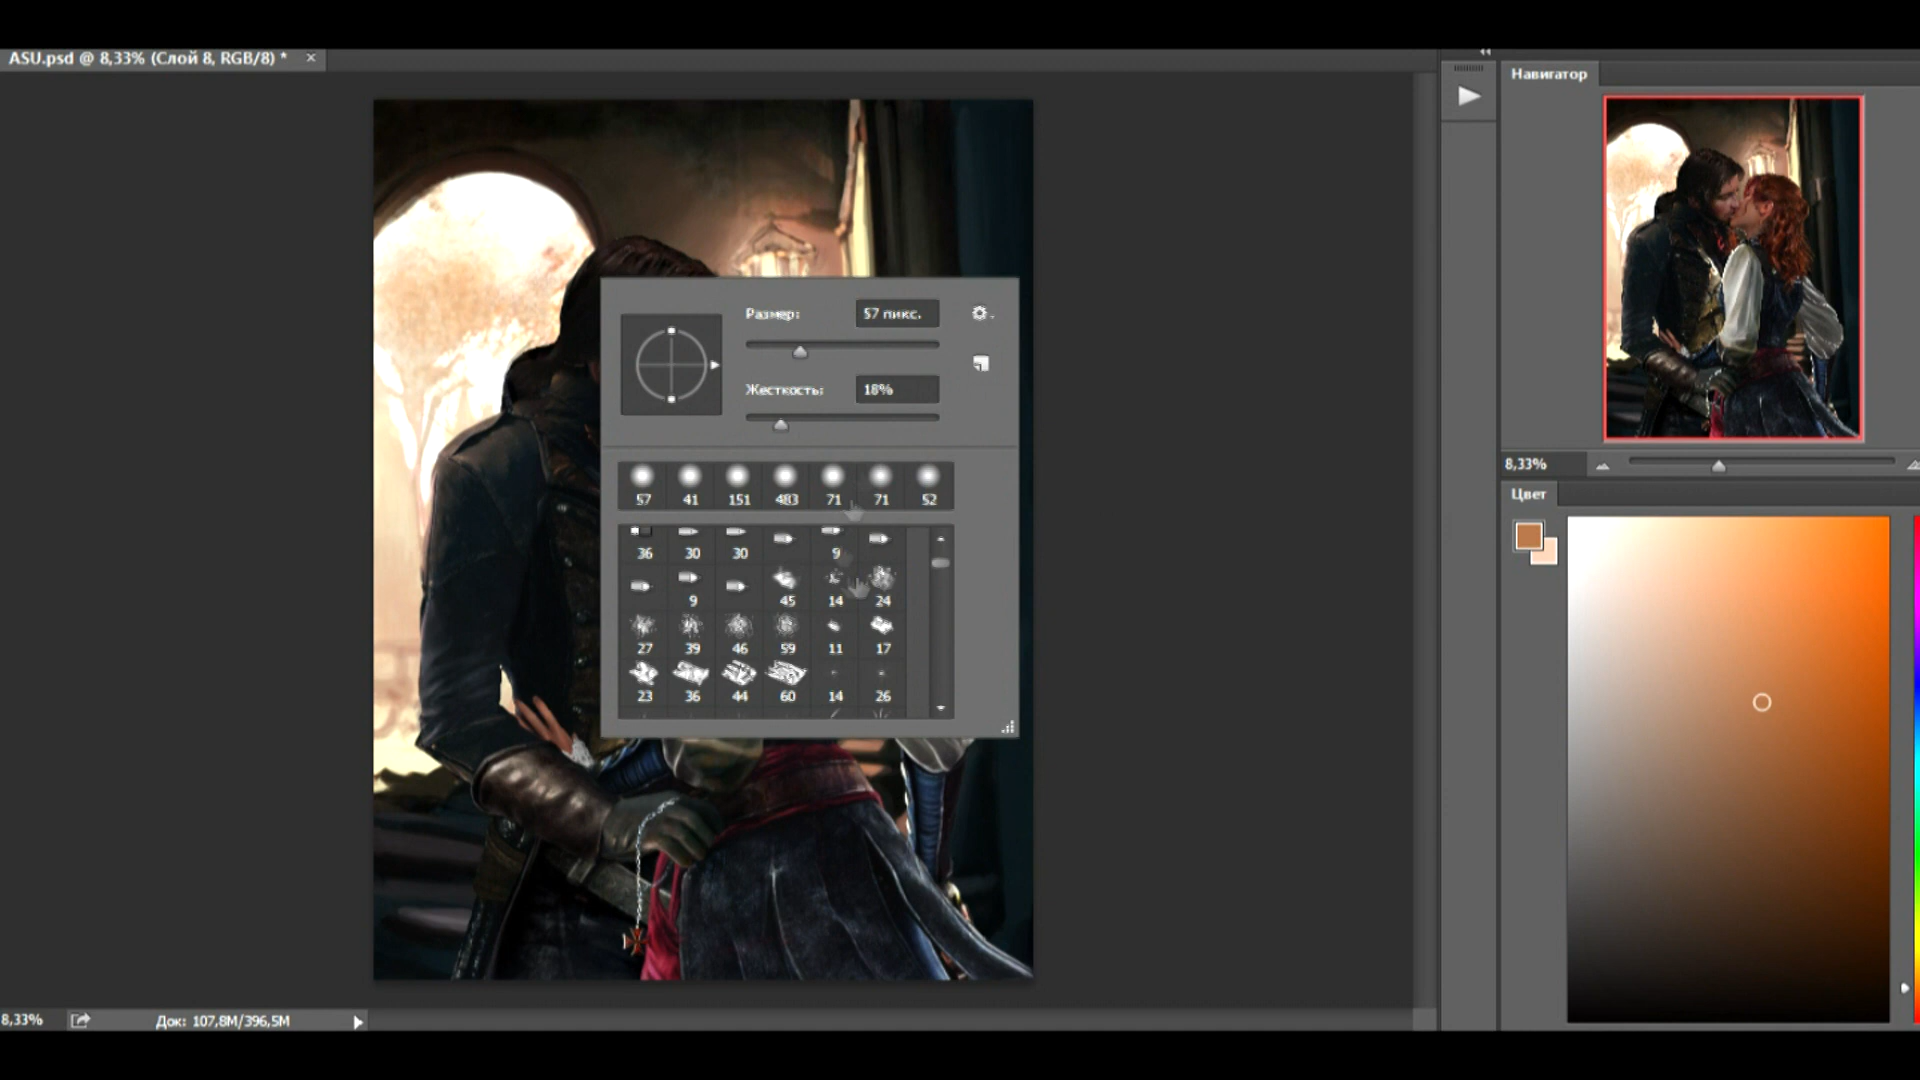 ASU.psd @ 8,33% (Слой 8, RGB/8) * ×
Навигатор
Размер: 57 пикс.
Жесткость: 18%
8,33%
Цвет
57 41 151 483 71 71 52
36 30 30 9
9 45 14 24
27 39 46 59 11 17
23 36 44 60 14 26
8,33% Док: 107,8M/396,5M